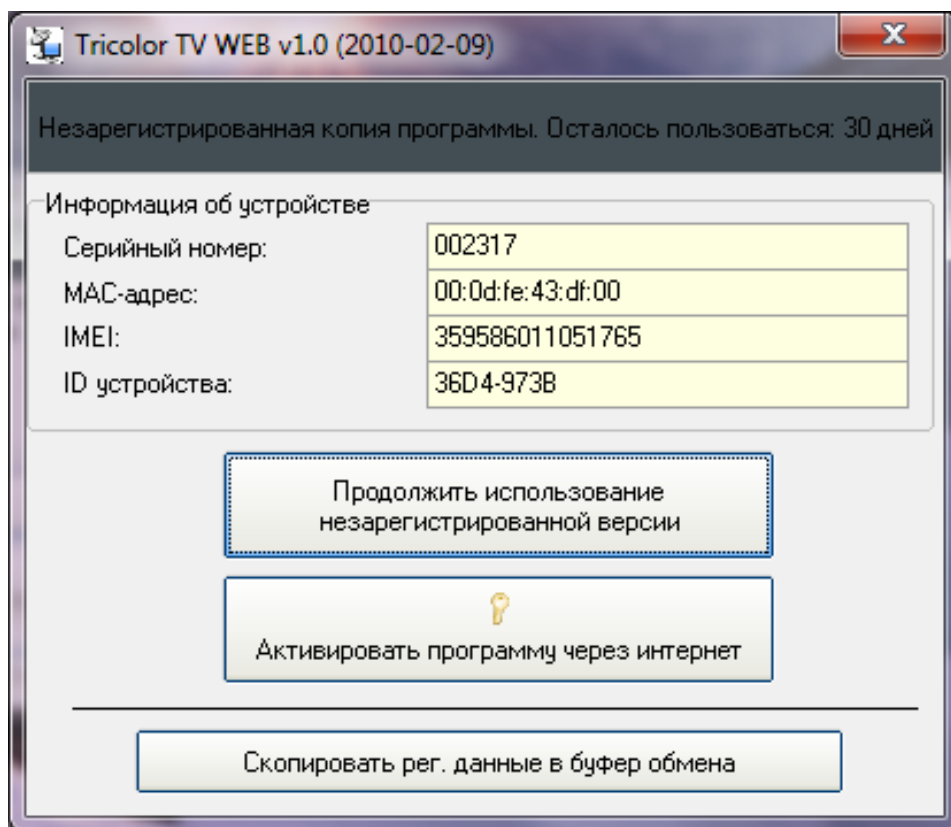 Tricolor TV WEB v1.0 (2010-02-09)
Незарегистрированная копия программы. Осталось пользоваться: 30 дней
Информация об устройстве
Серийный номер: 002317
МАС-адрес: 00:0d:fe:43:df:00
IMEI: 359586011051765
ID устройства: 36D4-973B
Продолжить использование
незарегистрированной версии
Активировать программу через интернет
Скопировать рег. данные в буфер обмена